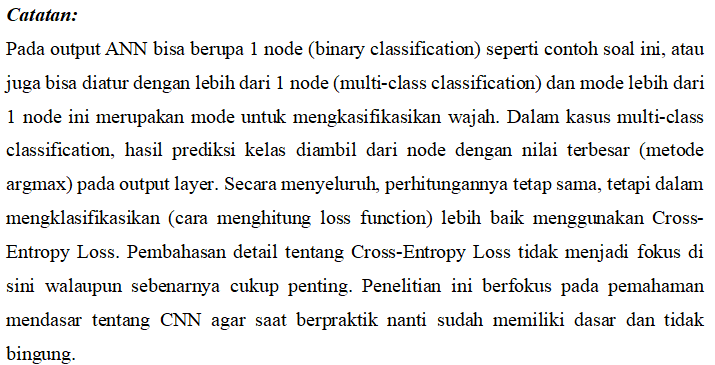 Catatan:
Pada output ANN bisa berupa 1 node (binary classification) seperti contoh soal ini, atau
juga bisa diatur dengan lebih dari 1 node (multi-class classification) dan mode lebih dari
1 node ini merupakan mode untuk mengkasifikasikan wajah. Dalam kasus multi-class
classification, hasil prediksi kelas diambil dari node dengan nilai terbesar (metode
argmax) pada output layer. Secara menyeluruh, perhitungannya tetap sama, tetapi dalam
mengklasifikasikan (cara menghitung loss function) lebih baik menggunakan Cross-
Entropy Loss. Pembahasan detail tentang Cross-Entropy Loss tidak menjadi fokus di
sini walaupun sebenarnya cukup penting. Penelitian ini berfokus pada pemahaman
mendasar tentang CNN agar saat berpraktik nanti sudah memiliki dasar dan tidak
bingung.